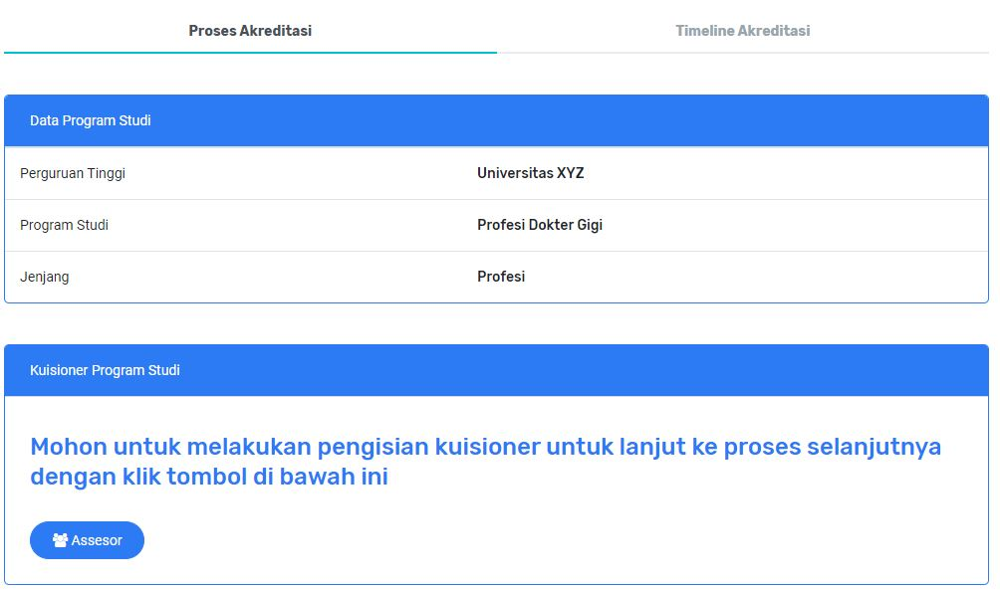 Proses Akreditasi
Timeline Akreditasi
Data Program Studi
Perguruan Tinggi
Universitas XYZ
Program Studi
Profesi Dokter Gigi
Jenjang
Profesi
Kuisioner Program Studi
Mohon untuk melakukan pengisian kuisioner untuk lanjut ke proses selanjutnya
dengan klik tombol di bawah ini
Assesor